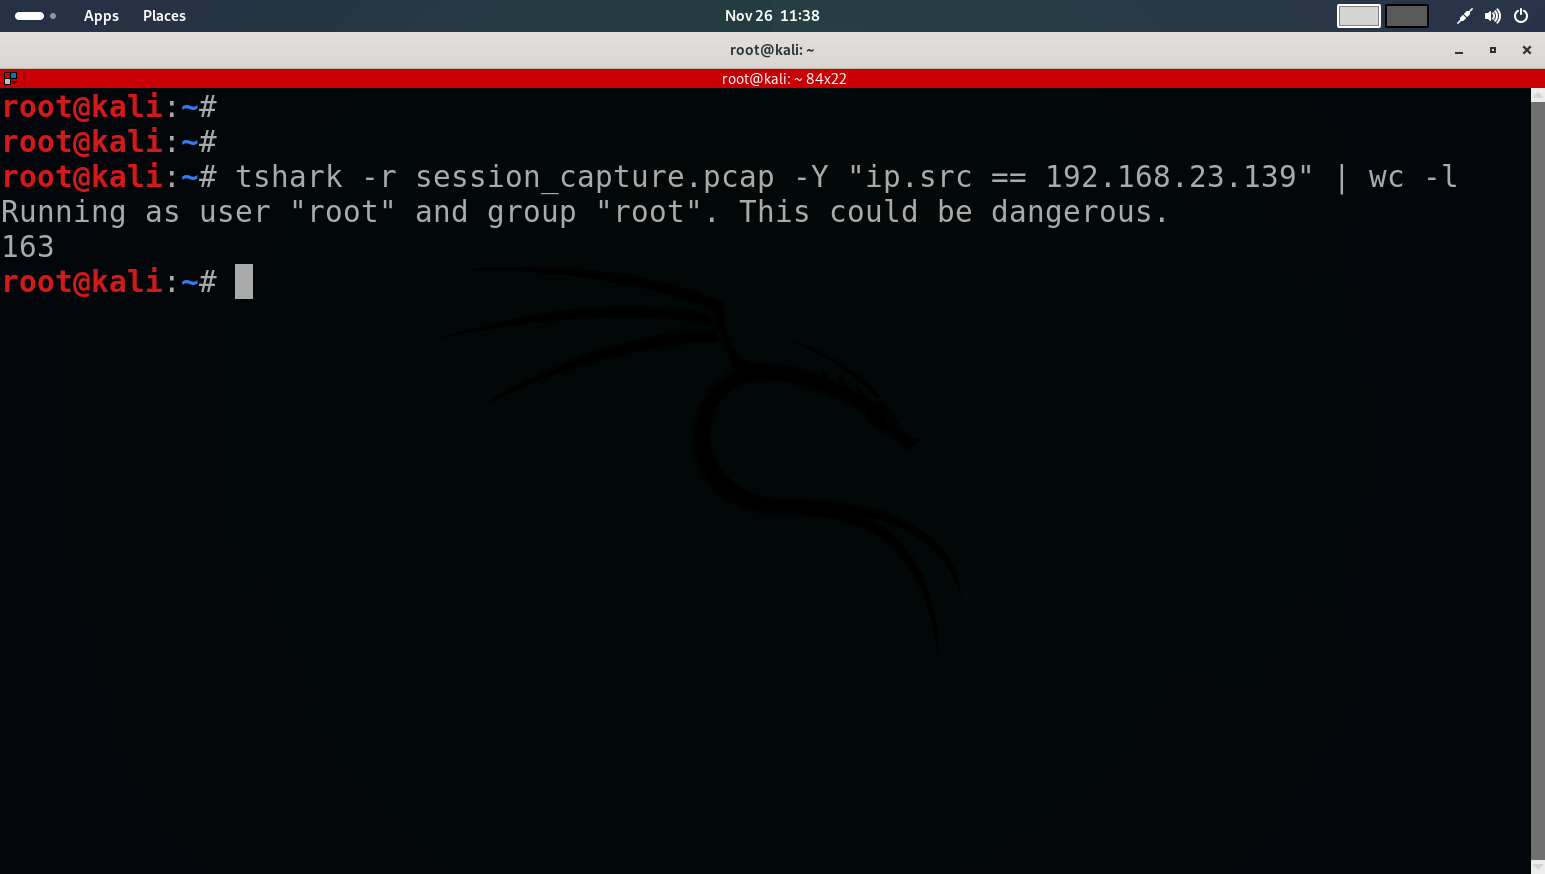 Apps Places Nov 26 11:38
root@kali: ~
root@kali: ~ 84x22
root@kali:~#
root@kali:~#
root@kali:~# tshark -r session_capture.pcap -Y "ip.src == 192.168.23.139" | wc -l
Running as user "root" and group "root". This could be dangerous.
163
root@kali:~#